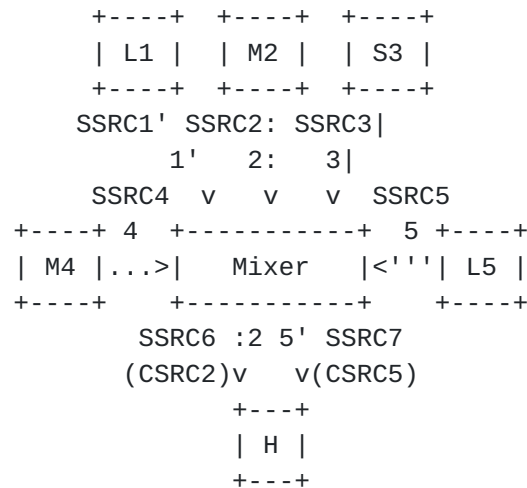 +----+  +----+  +----+
| L1 |  | M2 |  | S3 |
+----+  +----+  +----+
SSRC1' SSRC2: SSRC3|
1'   2:   3|
SSRC4  v   v   v  SSRC5
+----+ 4  +-----------+  5 +----+
| M4 |...>|   Mixer   |<'''| L5 |
+----+    +-----------+    +----+
SSRC6 :2 5' SSRC7
(CSRC2)v   v(CSRC5)
+---+
| H |
+---+